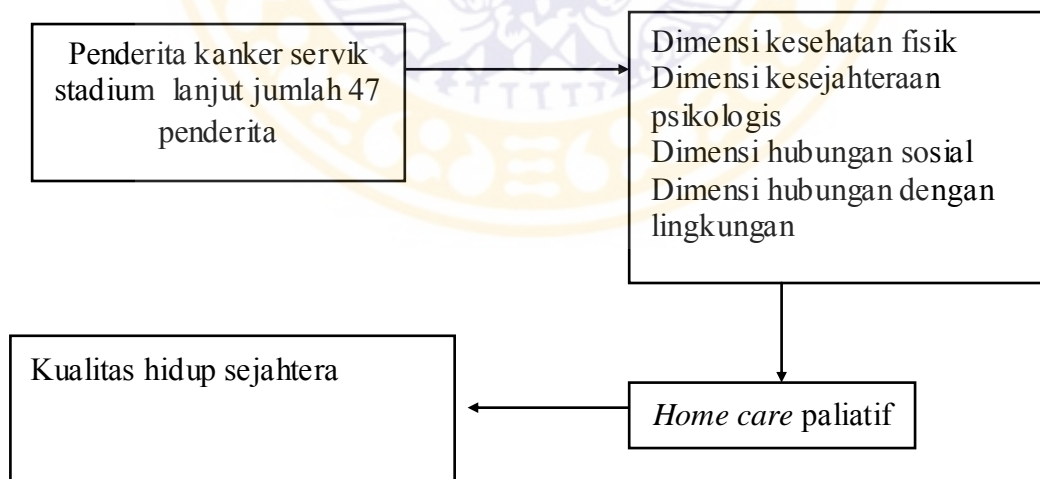 Penderita kanker servik
stadium lanjut jumlah 47
penderita
Dimensi kesehatan fisik
Dimensi kesejahteraan
psikologis
Dimensi hubungan sosial
Dimensi hubungan dengan
lingkungan
Home care paliatif
Kualitas hidup sejahtera